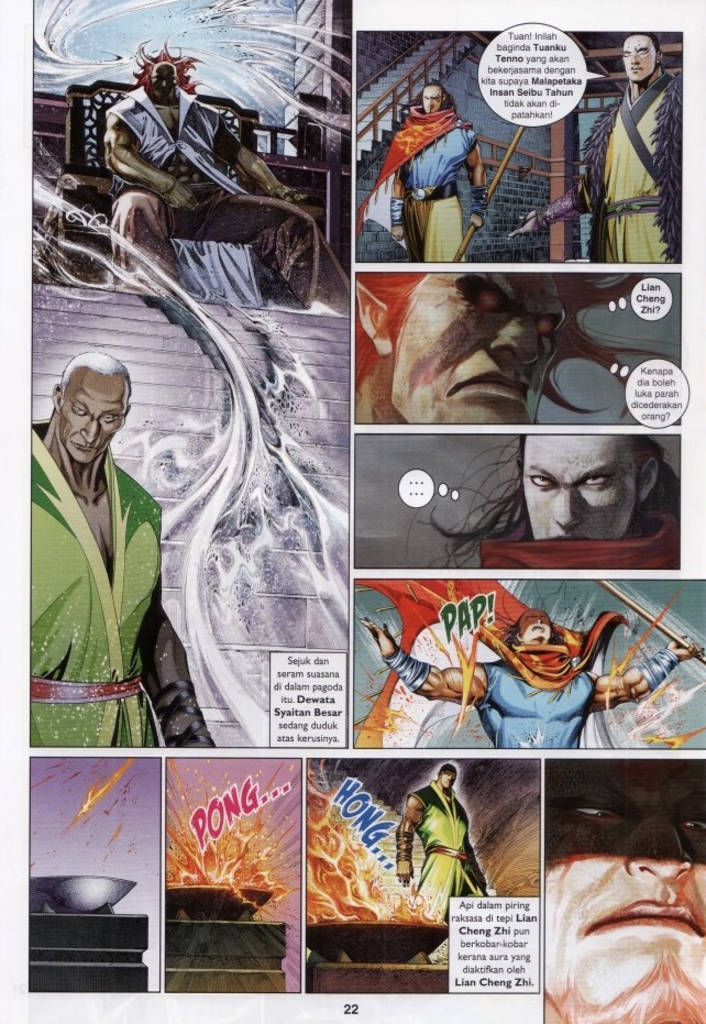 Sejuk dan
seram suasana
di dalam pagoda
itu. Dewata
Syaitan Besar
sedang duduk
atas kerusinya.
Tuan! Inilah
baginda Tuanku
Tenno yang akan
bekerjasama dengan
kita supaya Malapetaka
Insan Seibu Tahun
tidak akan di-
patahkan!
Lian
Cheng
Zhi?
Kenapa
dia boleh
luka parah
dicederakan
orang?
...
...
PAP!
PONG...
HONG...
Api dalam piring
raksasa di tepi Lian
Cheng Zhi pun
berkobar-kobar
kerana aura yang
diaktifkan oleh
Lian Cheng Zhi.
22